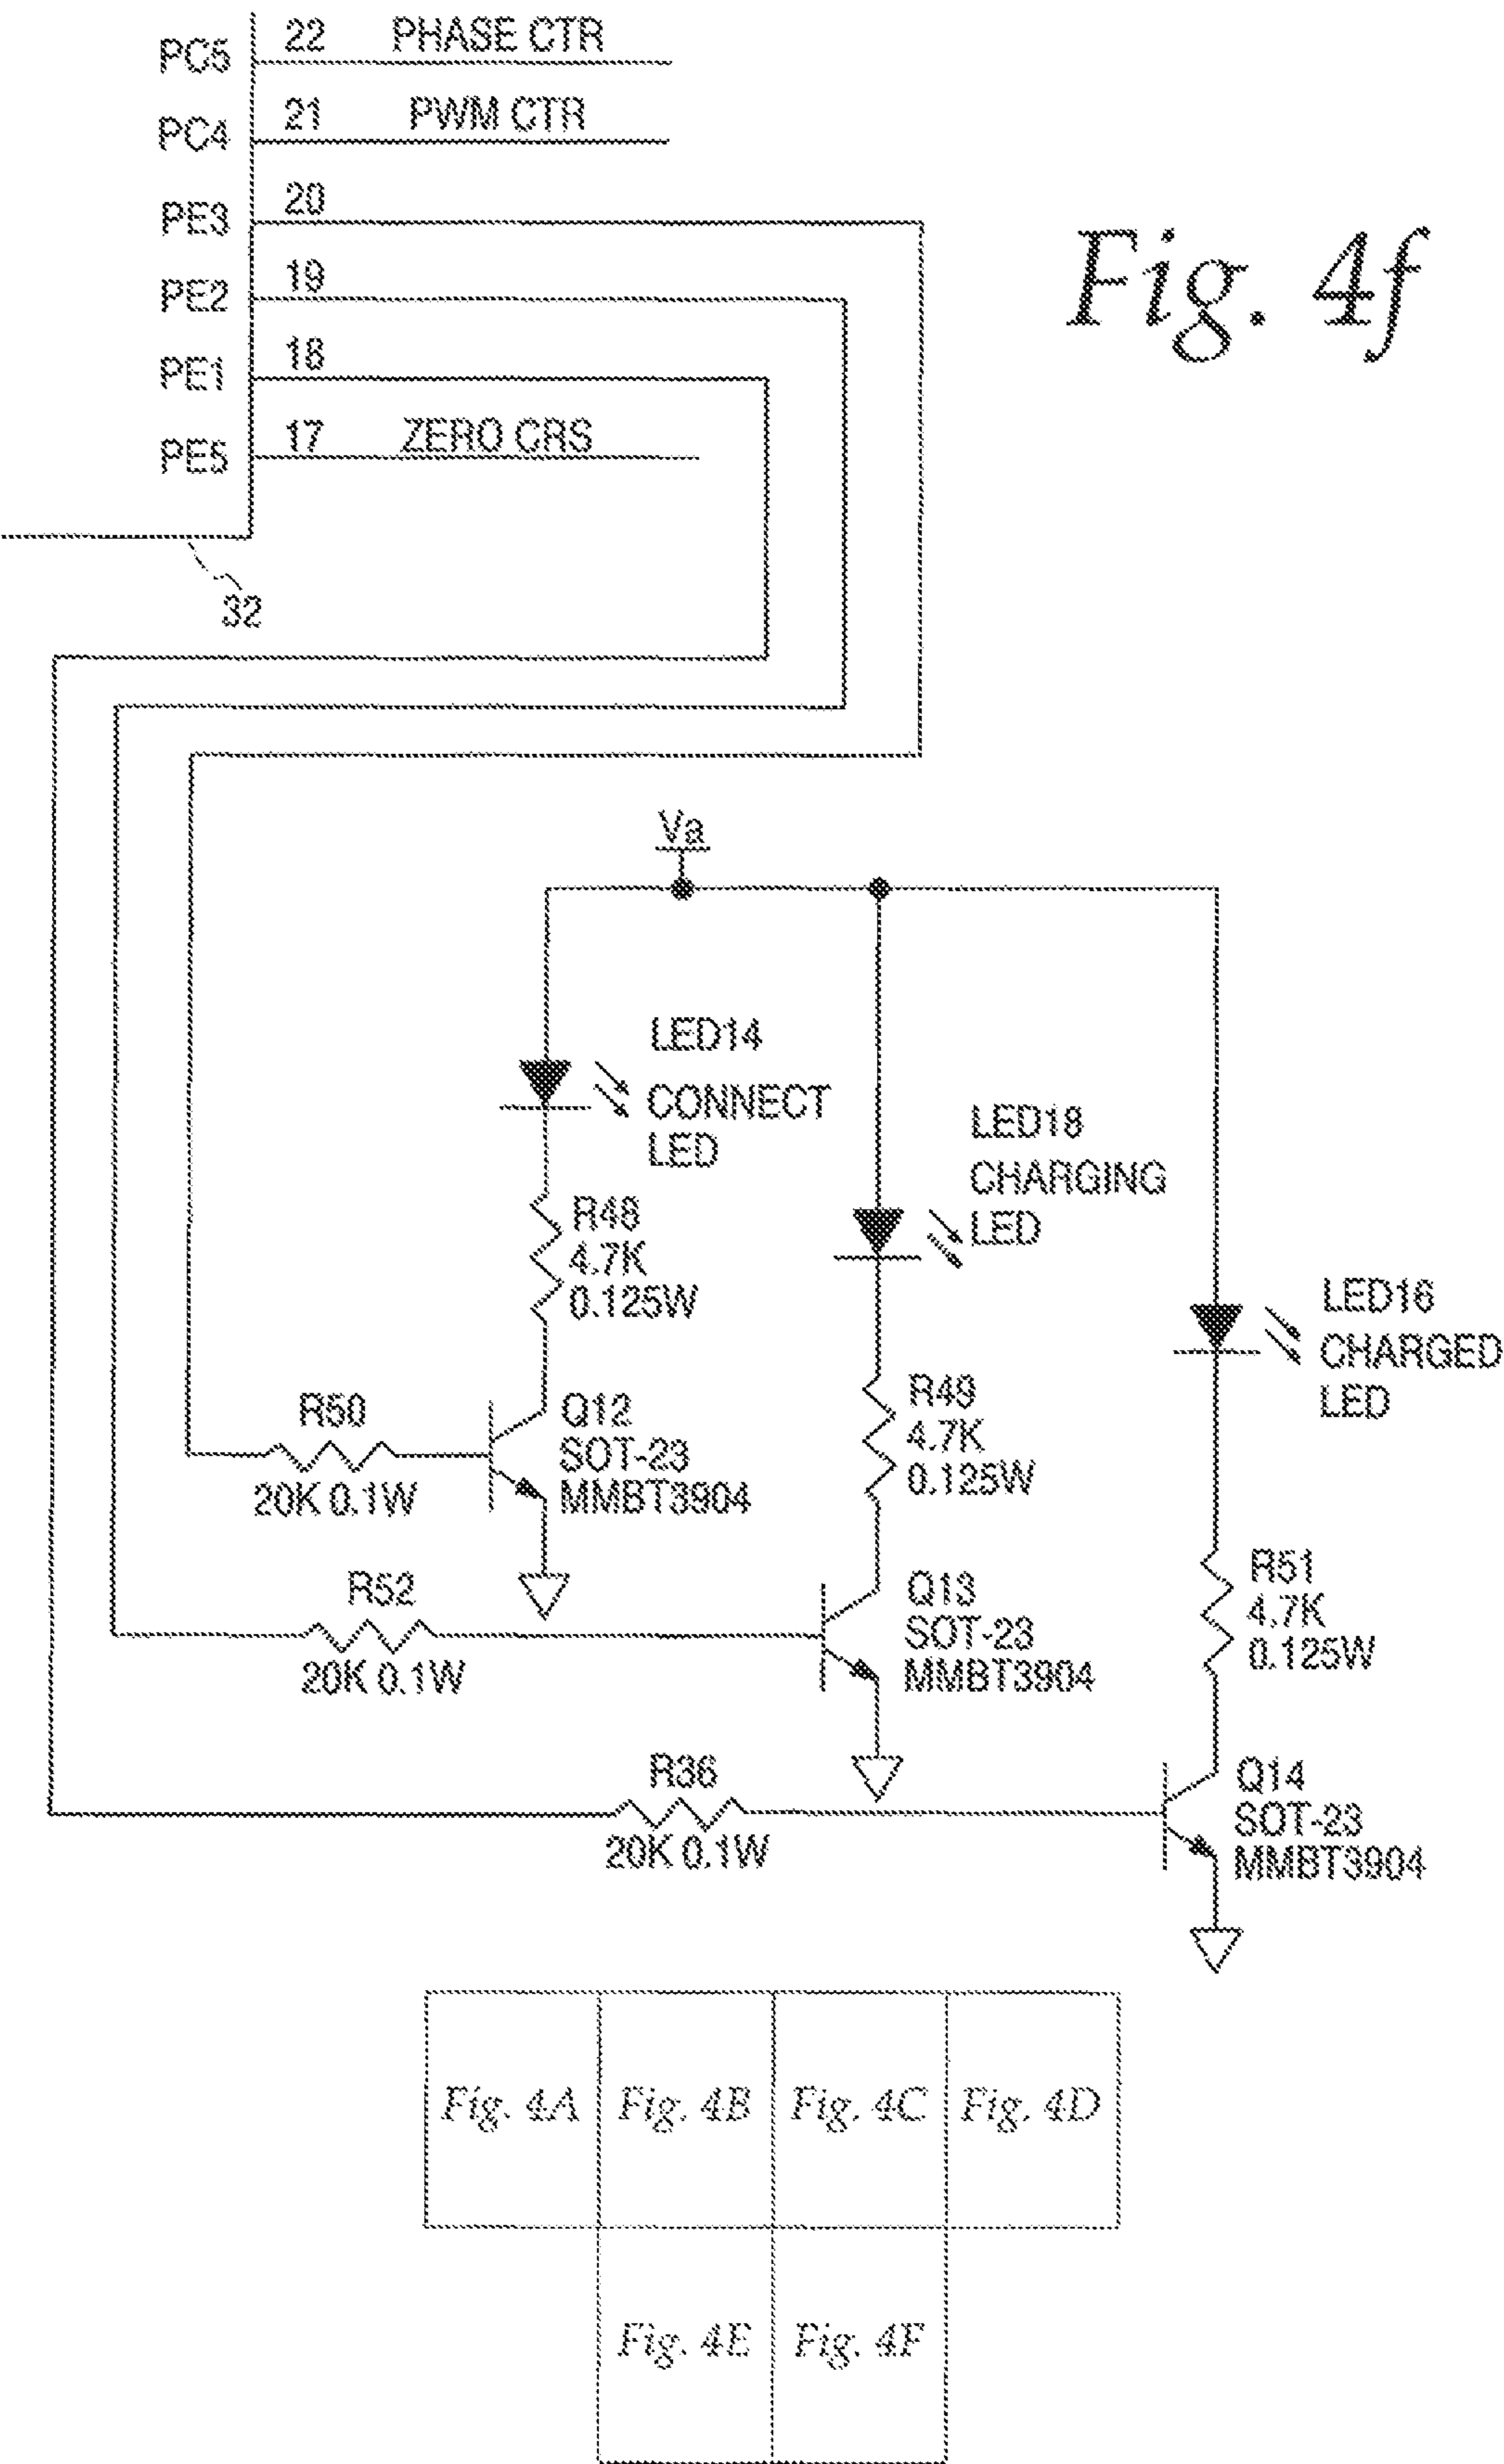 PC5 22 PHASE CTR
PC4 21 PWM CTR
PE3 20
PE2 19
PE1 18
PE5 17 ZERO CRS
32
Fig. 4f
Va
LED14
CONNECT
LED
R48
4.7K
0.125W
LED18
CHARGING
LED
LED16
CHARGED
LED
R49
4.7K
0.125W
R50
20K 0.1W
Q12
SOT-23
MMBT3904
R52
20K 0.1W
Q13
SOT-23
MMBT3904
R51
4.7K
0.125W
R36
20K 0.1W
Q14
SOT-23
MMBT3904
Fig. 4A Fig. 4B Fig. 4C Fig. 4D
Fig. 4E Fig. 4F